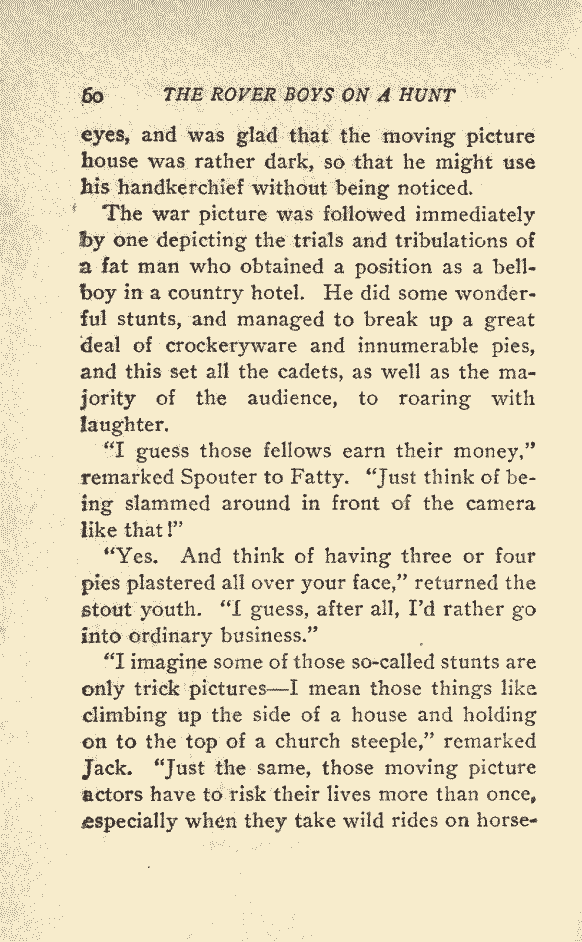 60 THE ROVER BOYS ON A HUNT
eyes, and was glad that the moving picture
house was rather dark, so that he might use
his handkerchief without being noticed.
The war picture was followed immediately
by one depicting the trials and tribulations of
a fat man who obtained a position as a bell-
boy in a country hotel. He did some wonder-
ful stunts, and managed to break up a great
deal of crockeryware and innumerable pies,
and this set all the cadets, as well as the ma-
jority of the audience, to roaring with
laughter.
"I guess those fellows earn their money,"
remarked Spouter to Fatty. "Just think of be-
ing slammed around in front of the camera
like that!"
"Yes. And think of having three or four
pies plastered all over your face," returned the
stout youth. "I guess, after all, I'd rather go
into ordinary business."
"I imagine some of those so-called stunts are
only trick pictures—I mean those things like
climbing up the side of a house and holding
on to the top of a church steeple," remarked
Jack. "Just the same, those moving picture
actors have to risk their lives more than once,
especially when they take wild rides on horse-